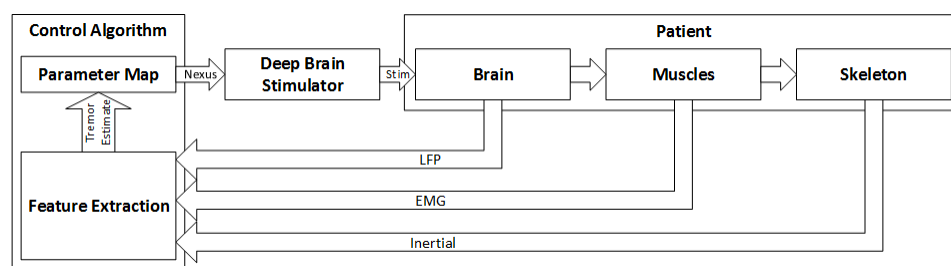 Control Algorithm
Patient
Parameter Map
Nexus
Deep Brain
Stimulator
Stim
Brain
Muscles
Skeleton
Tremor
Estimate
LFP
Feature Extraction
EMG
Inertial